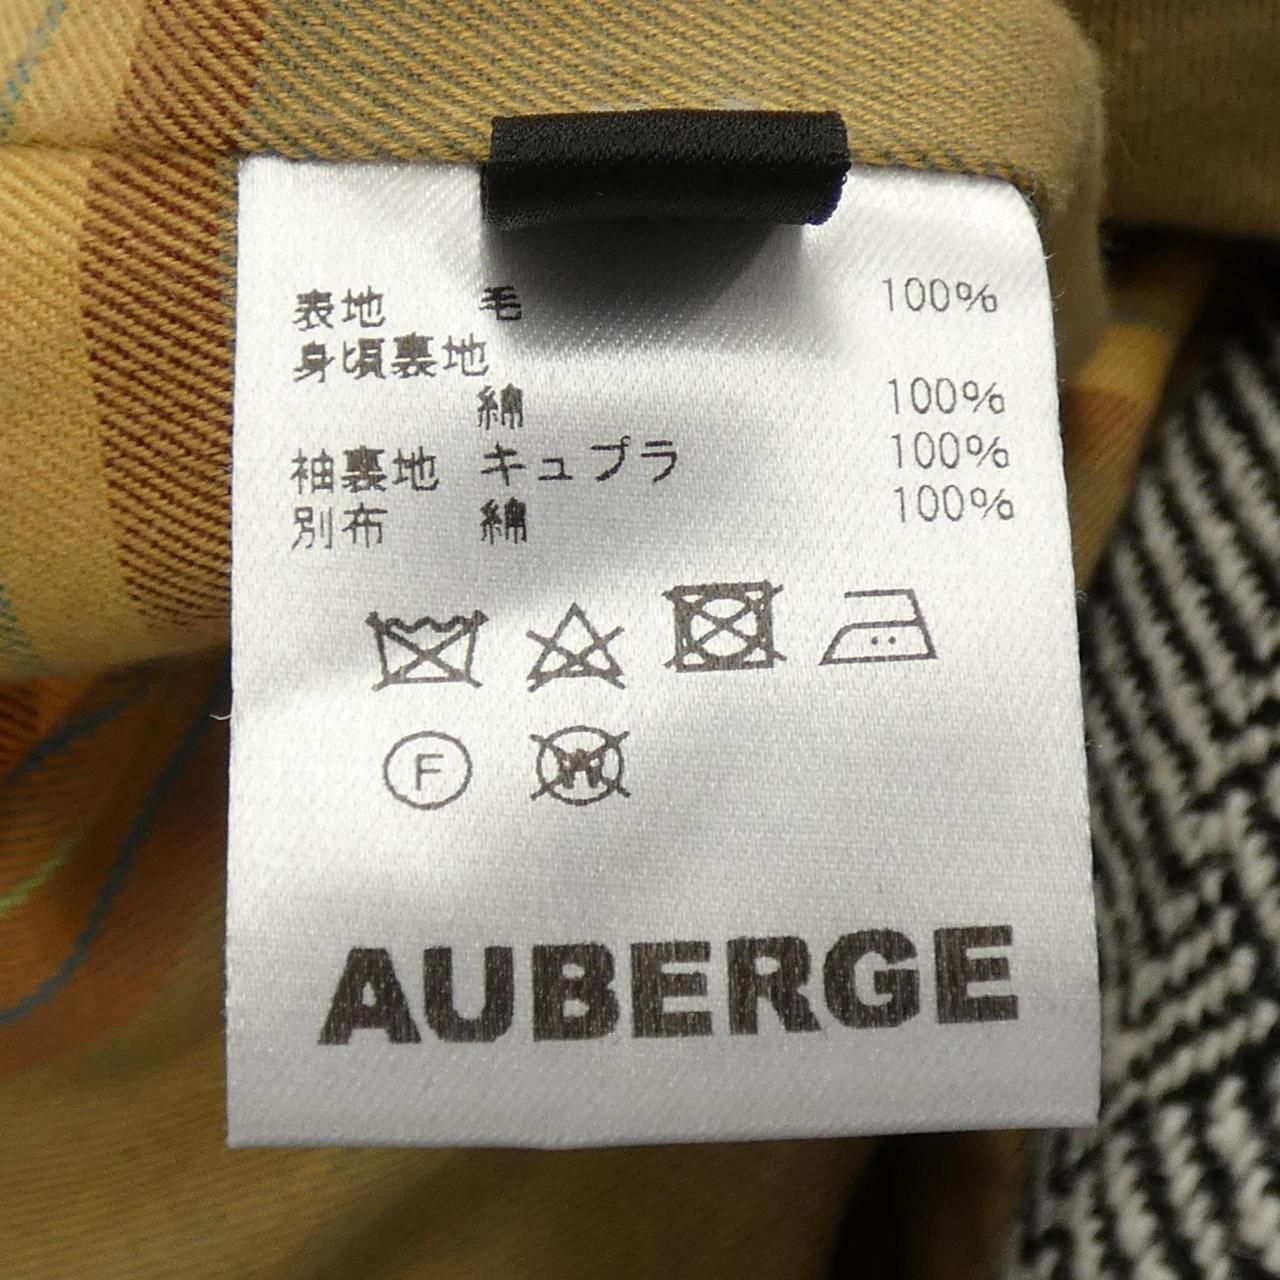 表地 毛 100%
身頃裏地
綿 100%
袖裏地 キュプラ 100%
別布 綿 100%
F
W
AUBERGE